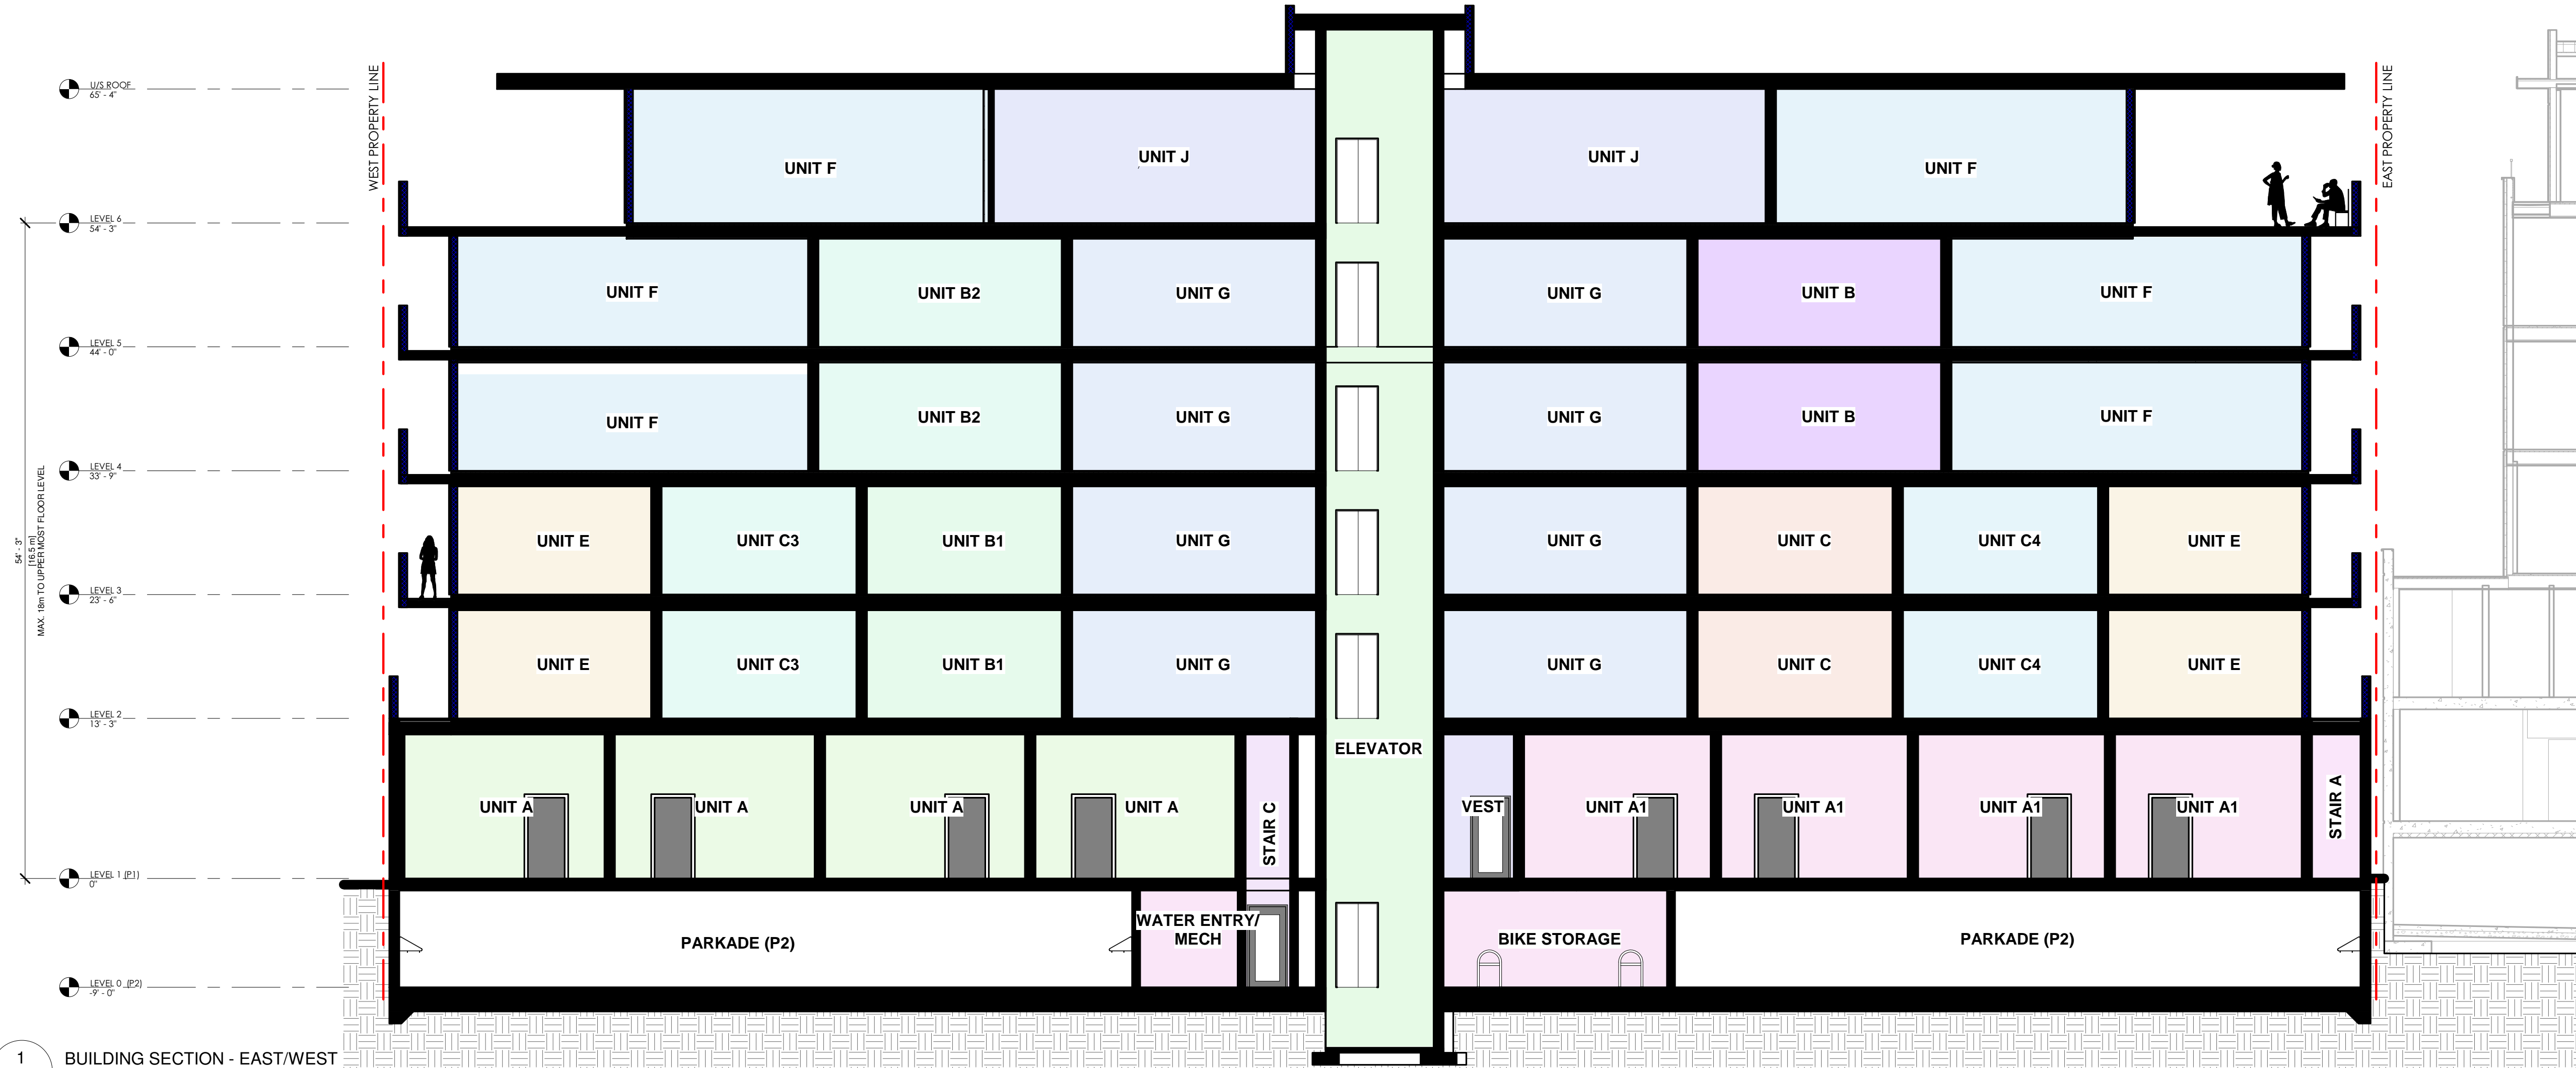 WEST PROPERTY LINE
EAST PROPERTY LINE
U/S ROOF
65' - 4"
UNIT F
UNIT J
UNIT J
UNIT F
LEVEL 6
54' - 3"
UNIT F
UNIT B2
UNIT G
UNIT G
UNIT B
UNIT F
LEVEL 5
44' - 0"
UNIT F
UNIT B2
UNIT G
UNIT G
UNIT B
UNIT F
LEVEL 4
33' - 9"
UNIT E
UNIT C3
UNIT B1
UNIT G
UNIT G
UNIT C
UNIT C4
UNIT E
54' - 3"
[16.5 m]
MAX. 18m TO UPPER MOST FLOOR LEVEL
LEVEL 3
23' - 6"
UNIT E
UNIT C3
UNIT B1
UNIT G
UNIT G
UNIT C
UNIT C4
UNIT E
LEVEL 2
13' - 3"
ELEVATOR
UNIT A
UNIT A
UNIT A
UNIT A
STAIR C
VEST
UNIT A1
UNIT A1
UNIT A1
UNIT A1
STAIR A
LEVEL 1 (P1)
0"
PARKADE (P2)
WATER ENTRY/
MECH
BIKE STORAGE
PARKADE (P2)
LEVEL 0 (P2)
-9' - 0"
1
BUILDING SECTION - EAST/WEST